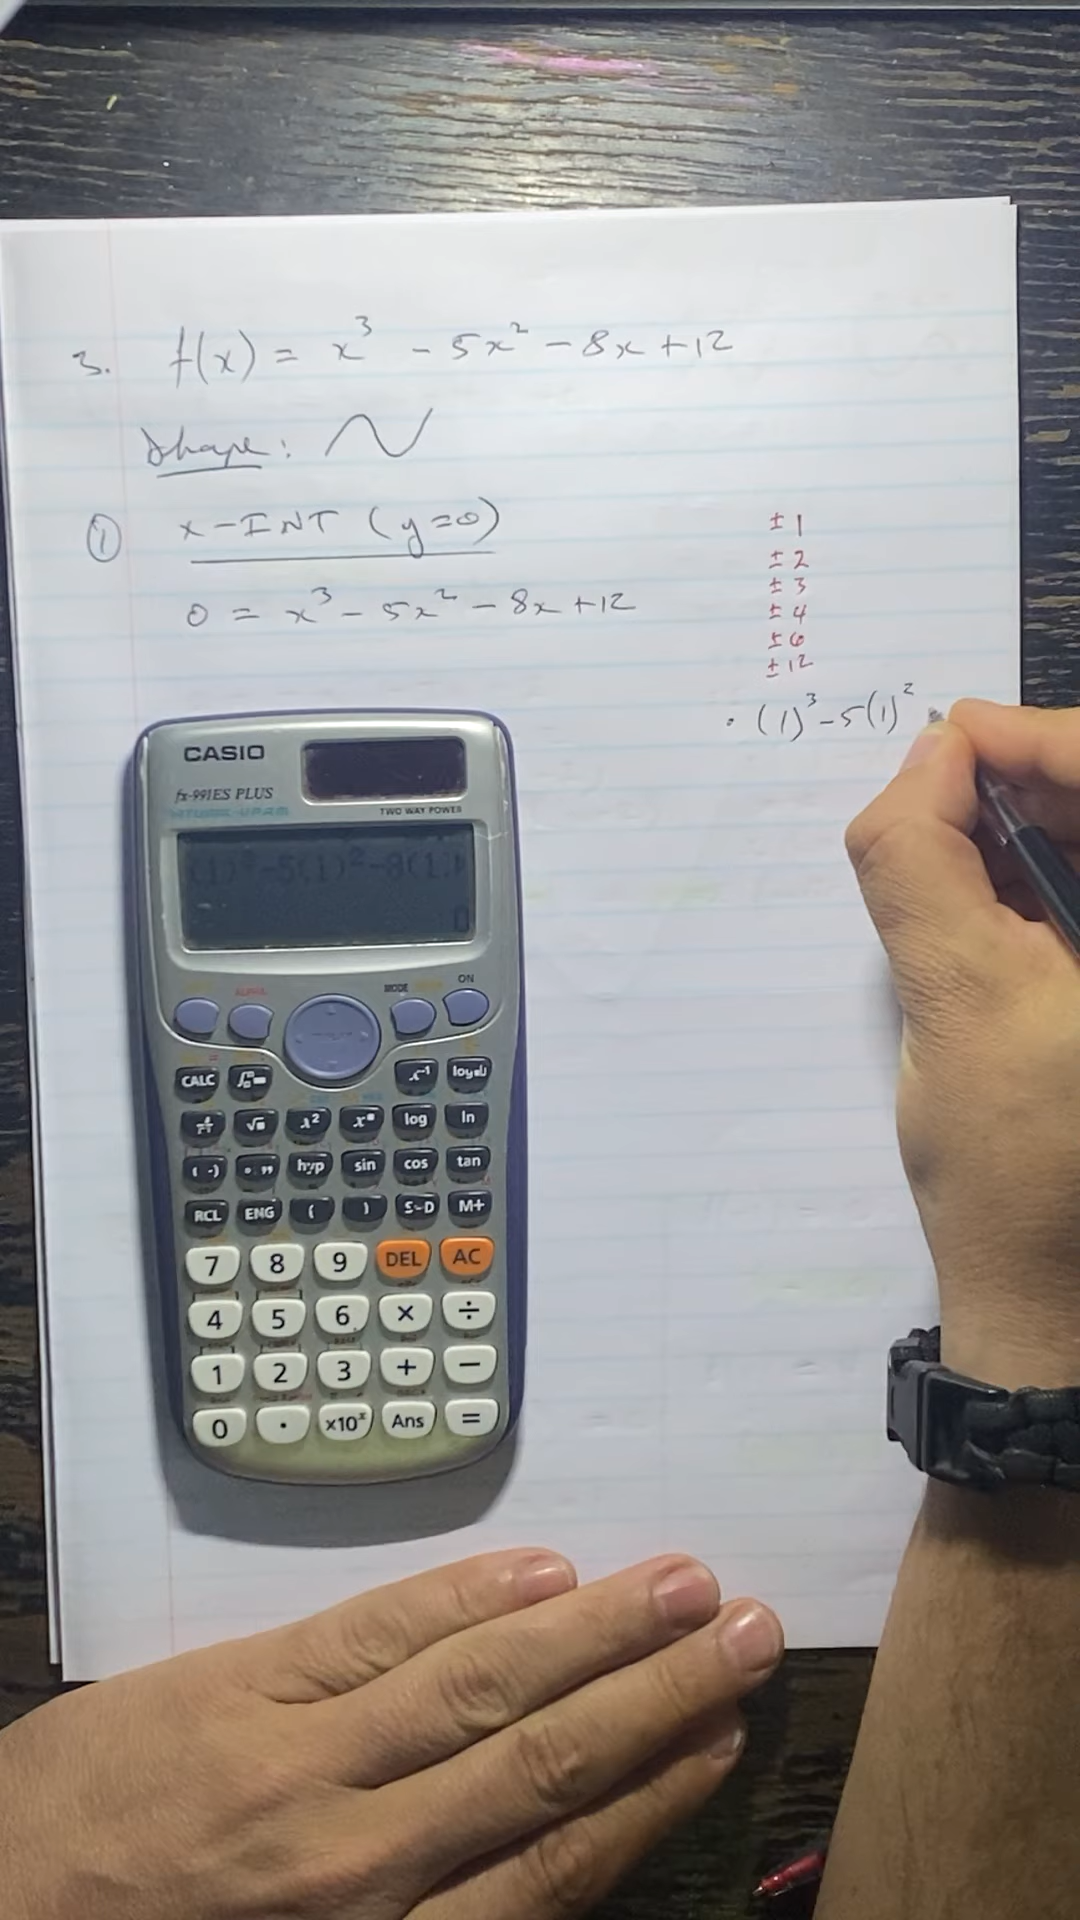 3. f(x) = x³ - 5x² - 8x + 12
Shape:
① x-INT (y=0)
0 = x³ - 5x² - 8x + 12
± 1
± 2
± 3
± 4
± 6
± 12
• (1)³ - 5(1)²
CASIO
fx-991ES PLUS
NATURAL-V.P.A.M.
TWO WAY POWER
(1)³-5(1)²-8(1)
0
ALPHA MODE ON
CALC x⁻¹
√ x² log ln
(-) hyp sin cos tan
RCL ENG ( ) S⇔D M+
7 8 9 DEL AC
4 5 6 × ÷
1 2 3 + −
0 • ×10ˣ Ans =